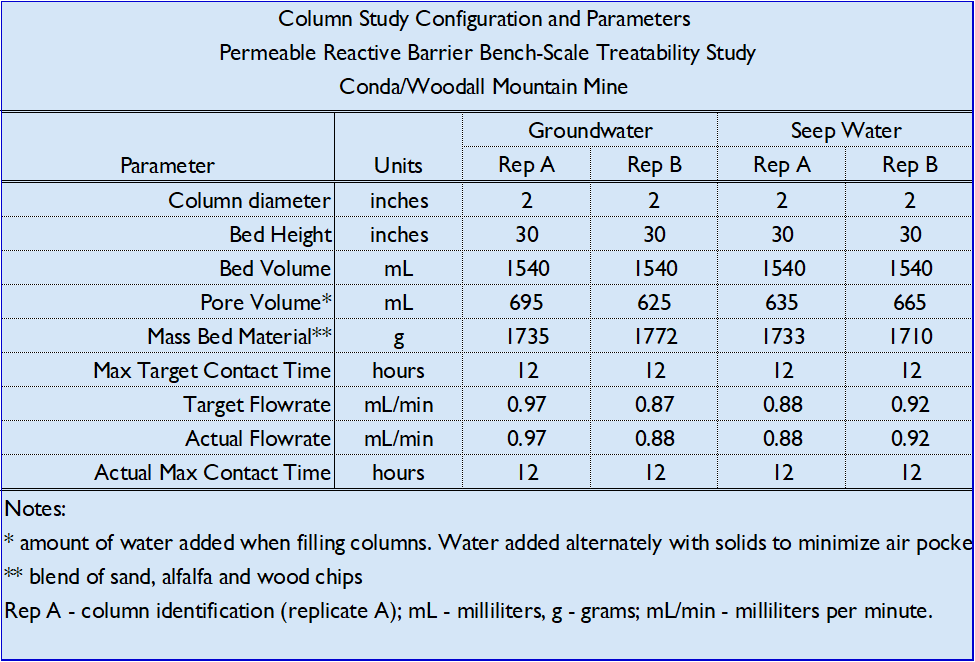 Column Study Configuration and Parameters
Permeable Reactive Barrier Bench-Scale Treatability Study
Conda/Woodall Mountain Mine
Parameter Units Groundwater Seep Water
Rep A Rep B Rep A Rep B
Column diameter inches 2 2 2 2
Bed Height inches 30 30 30 30
Bed Volume mL 1540 1540 1540 1540
Pore Volume* mL 695 625 635 665
Mass Bed Material** g 1735 1772 1733 1710
Max Target Contact Time hours 12 12 12 12
Target Flowrate mL/min 0.97 0.87 0.88 0.92
Actual Flowrate mL/min 0.97 0.88 0.88 0.92
Actual Max Contact Time hours 12 12 12 12
Notes:
* amount of water added when filling columns. Water added alternately with solids to minimize air pocke
** blend of sand, alfalfa and wood chips
Rep A - column identification (replicate A); mL - milliliters, g - grams; mL/min - milliliters per minute.